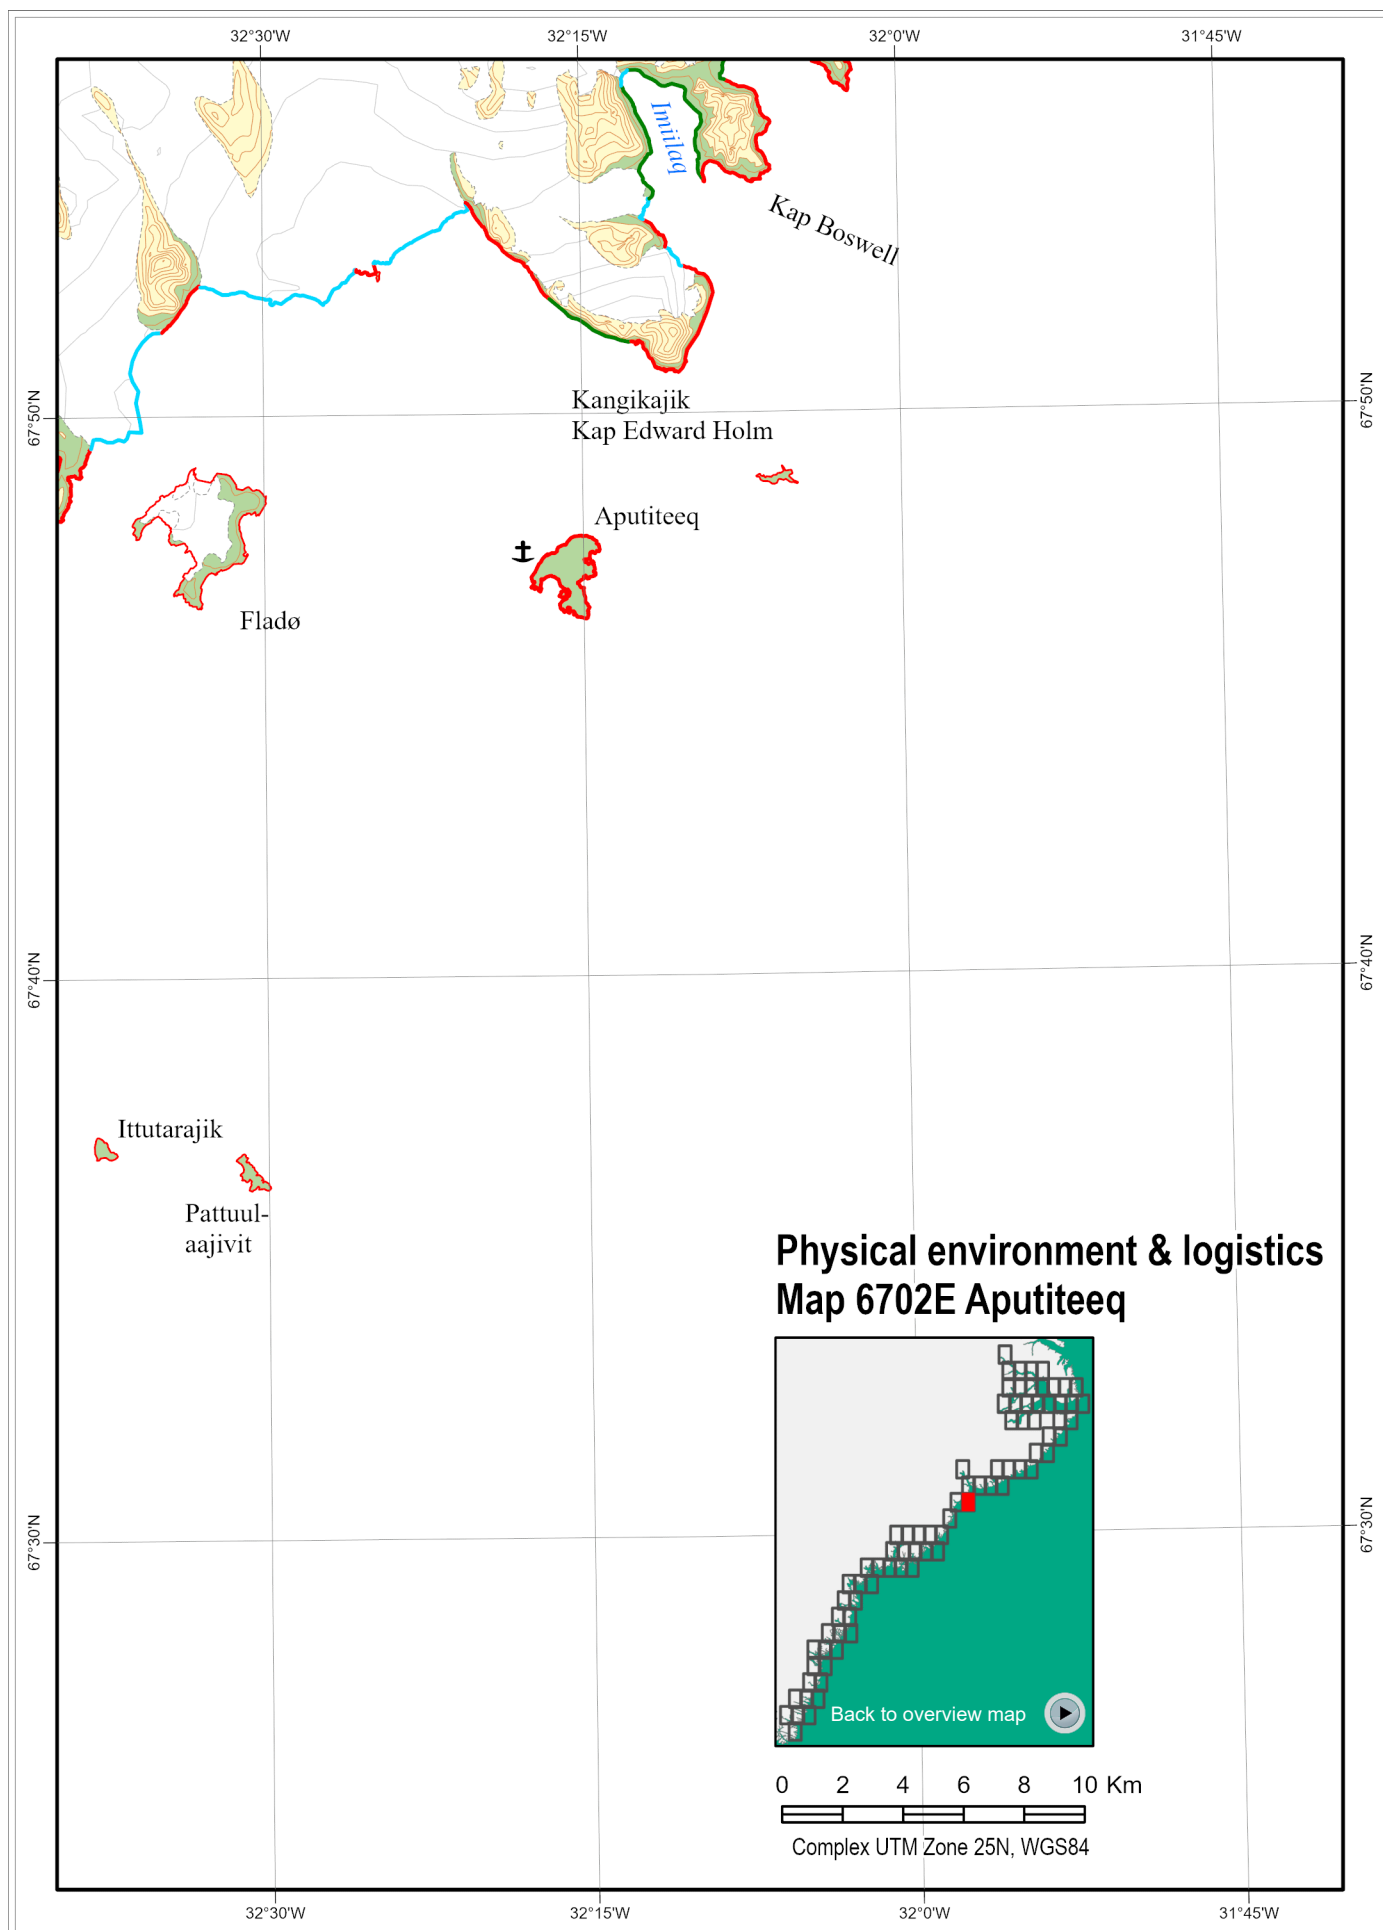 32°30'W 32°15'W 32°0'W 31°45'W
Imiilaq
Kap Boswell
67°50'N
67°50'N
Kangikajik
Kap Edward Holm
Aputiteeq
Fladø
67°40'N
67°40'N
Ittutarajik
Pattuul-
aajivit
Physical environment & logistics
Map 6702E Aputiteeq
67°30'N
67°30'N
Back to overview map
0 2 4 6 8 10 Km
Complex UTM Zone 25N, WGS84
32°30'W 32°15'W 32°0'W 31°45'W